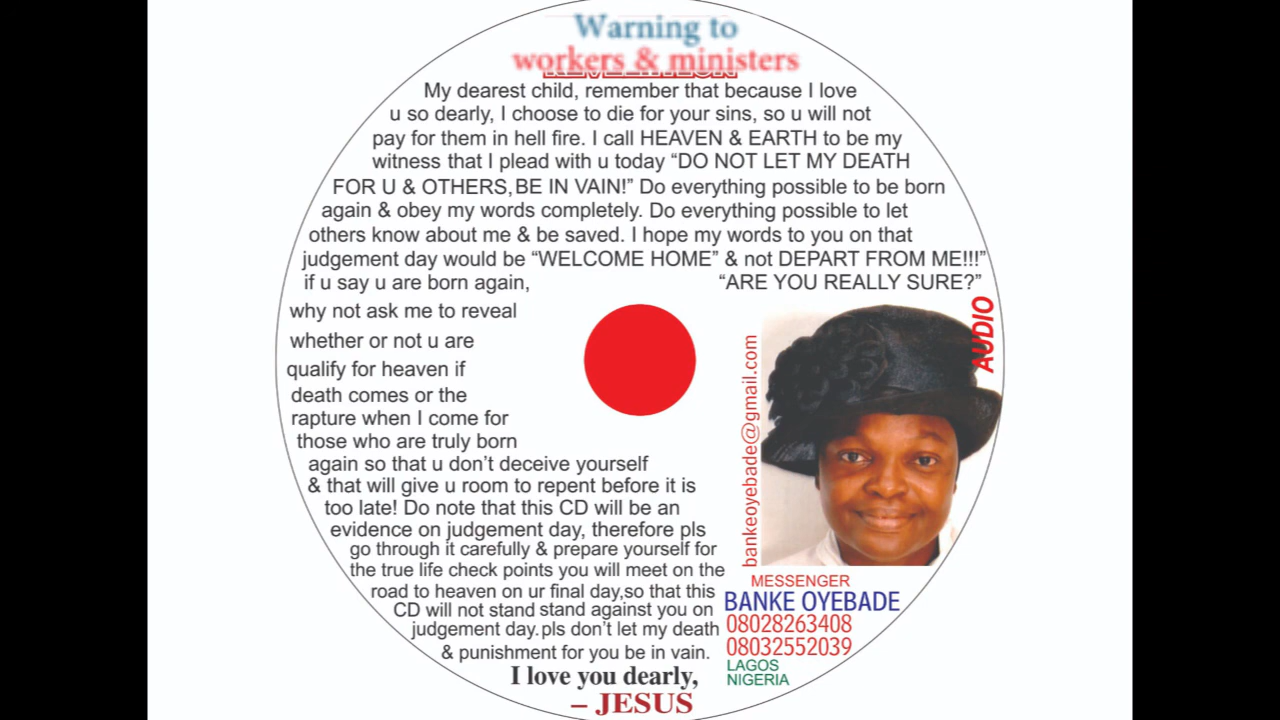 Warning to
workers & ministers
My dearest child, remember that because I love
u so dearly, I choose to die for your sins, so u will not
pay for them in hell fire. I call HEAVEN & EARTH to be my
witness that I plead with u today “DO NOT LET MY DEATH
FOR U & OTHERS, BE IN VAIN!” Do everything possible to be born
again & obey my words completely. Do everything possible to let
others know about me & be saved. I hope my words to you on that
judgement day would be “WELCOME HOME” & not DEPART FROM ME!!!”
if u say u are born again, “ARE YOU REALLY SURE?”
why not ask me to reveal
whether or not u are
qualify for heaven if
death comes or the
rapture when I come for
those who are truly born
again so that u don’t deceive yourself
& that will give u room to repent before it is
too late! Do note that this CD will be an
evidence on judgement day, therefore pls
go through it carefully & prepare yourself for
the true life check points you will meet on the
road to heaven on ur final day,so that this
CD will not stand stand against you on
judgement day. pls don’t let my death
& punishment for you be in vain.
I love you dearly,
– JESUS
AUDIO
bankeoyebade@gmail.com
MESSENGER
BANKE OYEBADE
08028263408
08032552039
LAGOS
NIGERIA